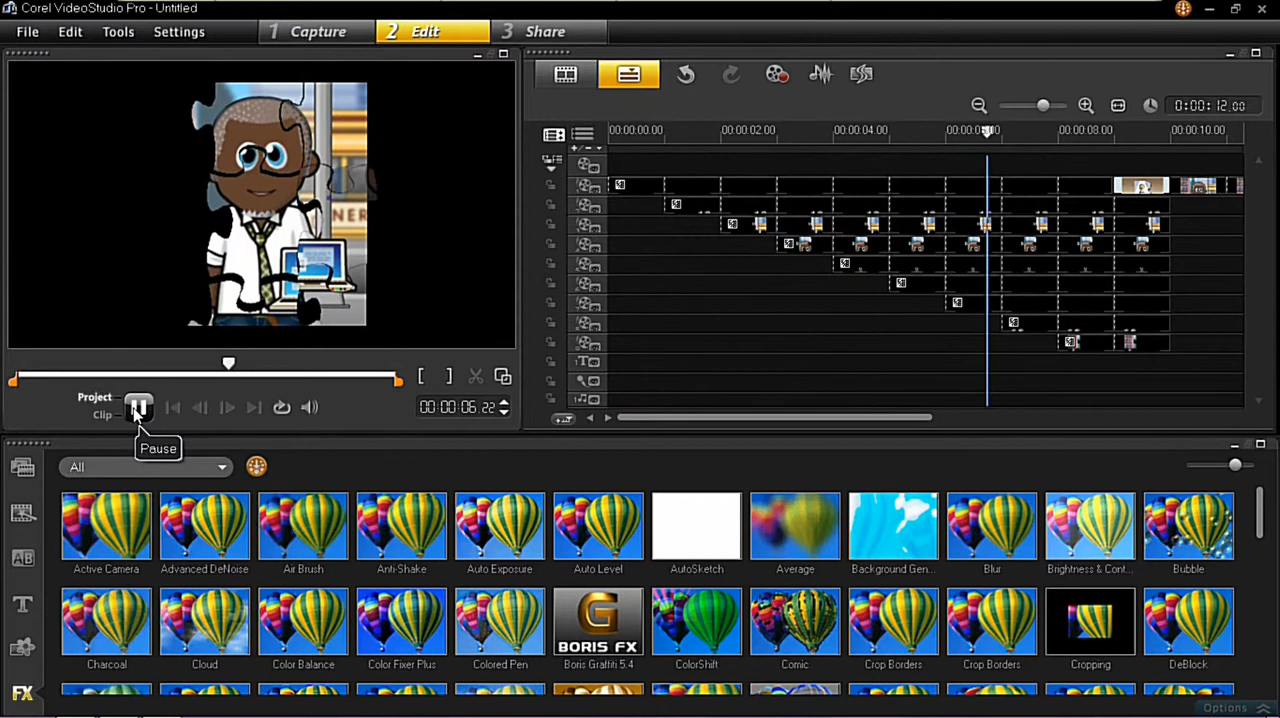 Corel VideoStudio Pro - Untitled
File Edit Tools Settings 1 Capture 2 Edit 3 Share
0:00:12.00
00:00:00.00 00:00:02.00 00:00:04.00 00:00:08.00 00:00:10.00
NER
Project
Clip
00:00:06.22
Pause
All
Active Camera Advanced DeNoise Air Brush Anti-Shake Auto Exposure Auto Level AutoSketch Average Background Gen... Blur Brightness & Cont... Bubble
G
BORIS FX
Charcoal Cloud Color Balance Color Fixer Plus Colored Pen Boris Graffiti 5.4 ColorShift Comic Crop Borders Crop Borders Cropping DeBlock
AB
T
FX
Options